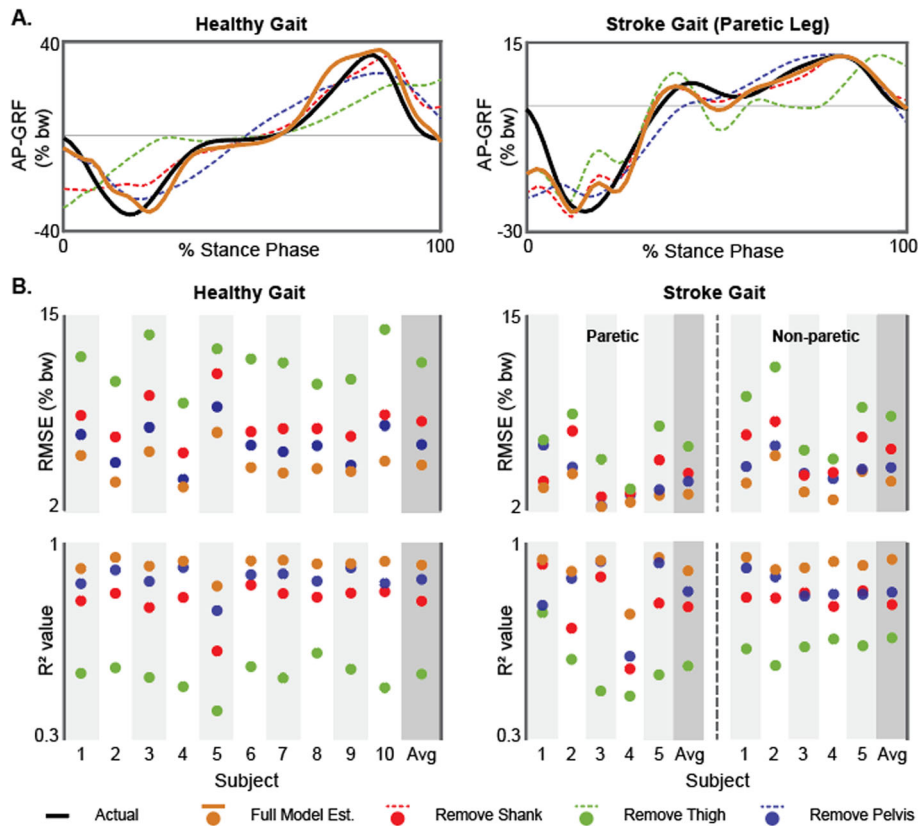 A.
Healthy Gait
Stroke Gait (Paretic Leg)
40
AP-GRF
(% bw)
-40
0
% Stance Phase
100
15
AP-GRF
(% bw)
-30
0
% Stance Phase
100
B.
Healthy Gait
Stroke Gait
15
RMSE (% bw)
2
15
RMSE (% bw)
2
Paretic
Non-paretic
1
R² value
0.3
1
R² value
0.3
1 2 3 4 5 6 7 8 9 10 Avg
Subject
1 2 3 4 5 Avg 1 2 3 4 5 Avg
Subject
Actual
Full Model Est.
Remove Shank
Remove Thigh
Remove Pelvis